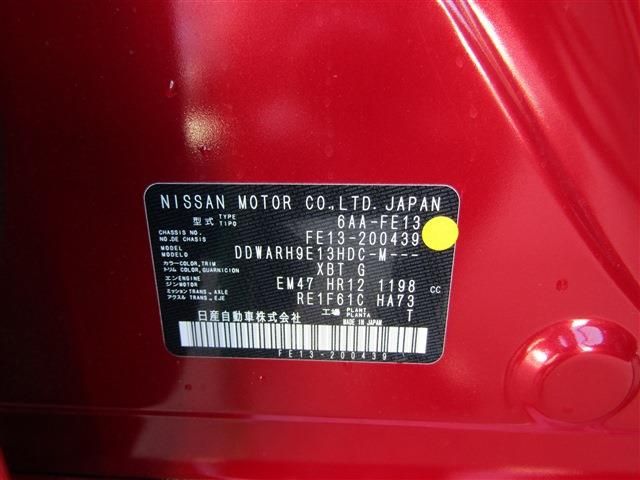 NISSAN MOTOR CO.,LTD. JAPAN
型式 TYPE TIPO 6AA-FE13
CHASSIS NO. NO.DE CHASIS FE13-200439
MODEL MODELO DDWARH9E13HDC-M---
カラー COLOR, TRIM トリム COLOR, GUARNICION XBT G
エンジン ENGINE MOTOR EM47 HR12 1198 cc
ミッション TRANS., AXLE アクスル TRANS., EJE RE1F61C HA73
工場 PLANT PLANTA T
日産自動車株式会社 MADE IN JAPAN
FE13-200439